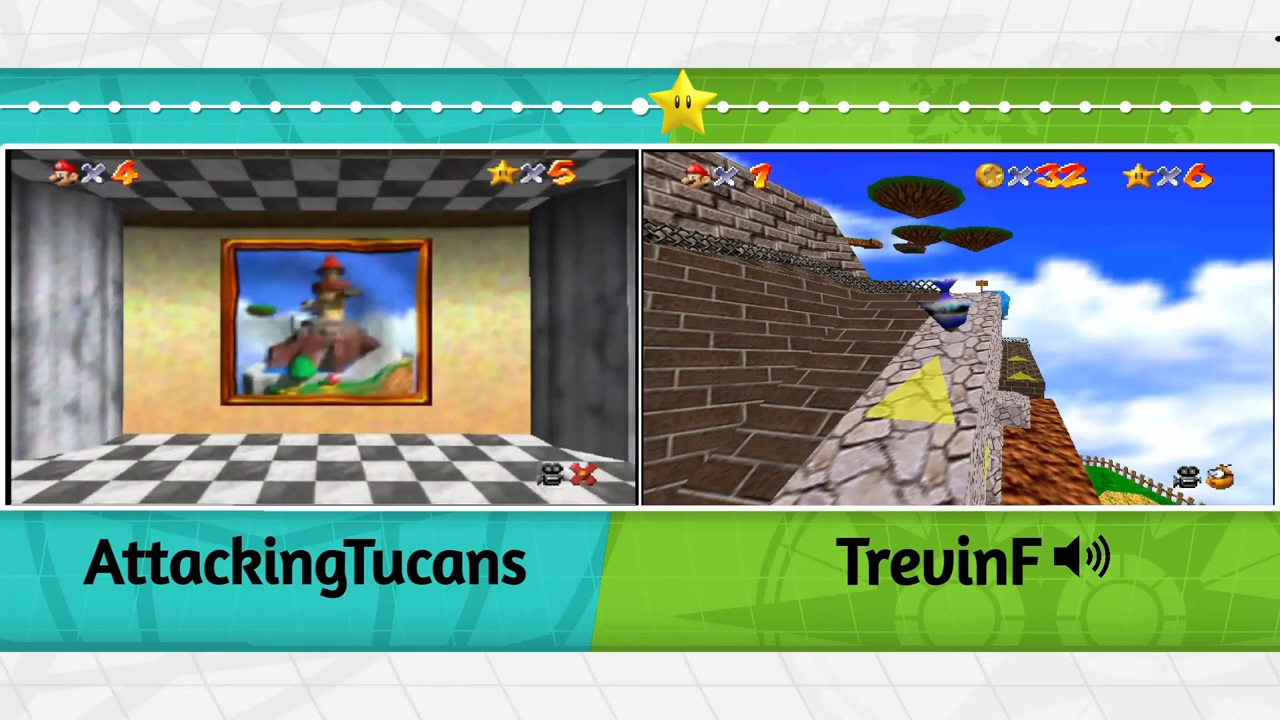 × 4
× 5
× 1
× 32
× 6
AttackingTucans
TrevinF